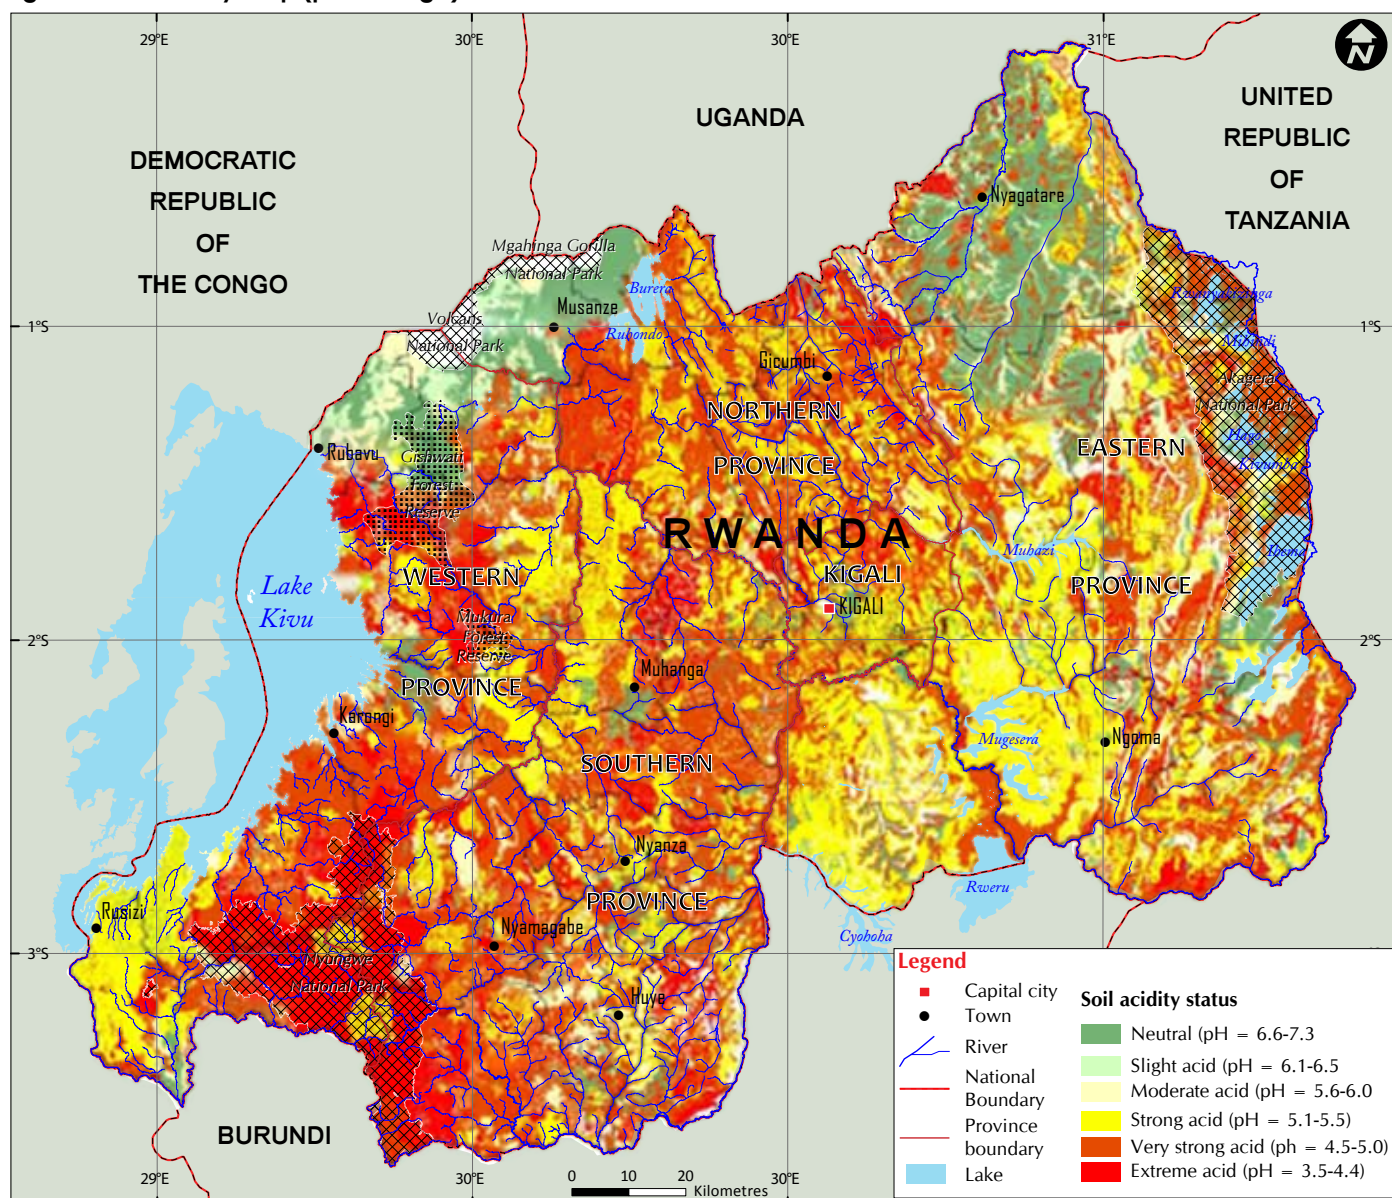 29°E
30°E
30°E
31°E
N
UGANDA
UNITED
REPUBLIC
OF
TANZANIA
DEMOCRATIC
REPUBLIC
OF
THE CONGO
Nyagatare
Mgahinga Gorilla
National Park
Burera
Musanze
Rwanyakizinga
Volcans
National Park
Ruhondo
1°S
1°S
Mihindi
Gicumbi
Akagera
National Park
NORTHERN
PROVINCE
EASTERN
PROVINCE
Hago
Kivumba
Rubavu
Gishwati
Forest
Reserve
RWANDA
Muhazi
Ihema
Lake
Kivu
WESTERN
PROVINCE
KIGALI
KIGALI
Mukura
Forest
Reserve
2°S
2°S
Muhanga
Karongi
Mugesera
Ngoma
SOUTHERN
PROVINCE
Nyanza
Rweru
Rusizi
Nyamagabe
Cyohoha
3°S
Nyungwe
National Park
Huye
BURUNDI
29°E
30°E
30°E
0 10 20
Kilometres
Legend
Capital city
Town
River
National
Boundary
Province
boundary
Lake
Soil acidity status
Neutral (pH = 6.6-7.3
Slight acid (pH = 6.1-6.5
Moderate acid (pH = 5.6-6.0
Strong acid (pH = 5.1-5.5)
Very strong acid (ph = 4.5-5.0)
Extreme acid (pH = 3.5-4.4)